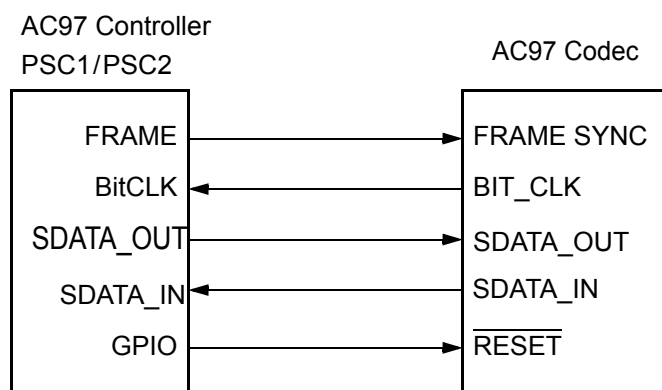 AC97 Controller
PSC1/PSC2
AC97 Codec
FRAME
FRAME SYNC
BitCLK
BIT_CLK
SDATA_OUT
SDATA_OUT
SDATA_IN
SDATA_IN
GPIO
RESET